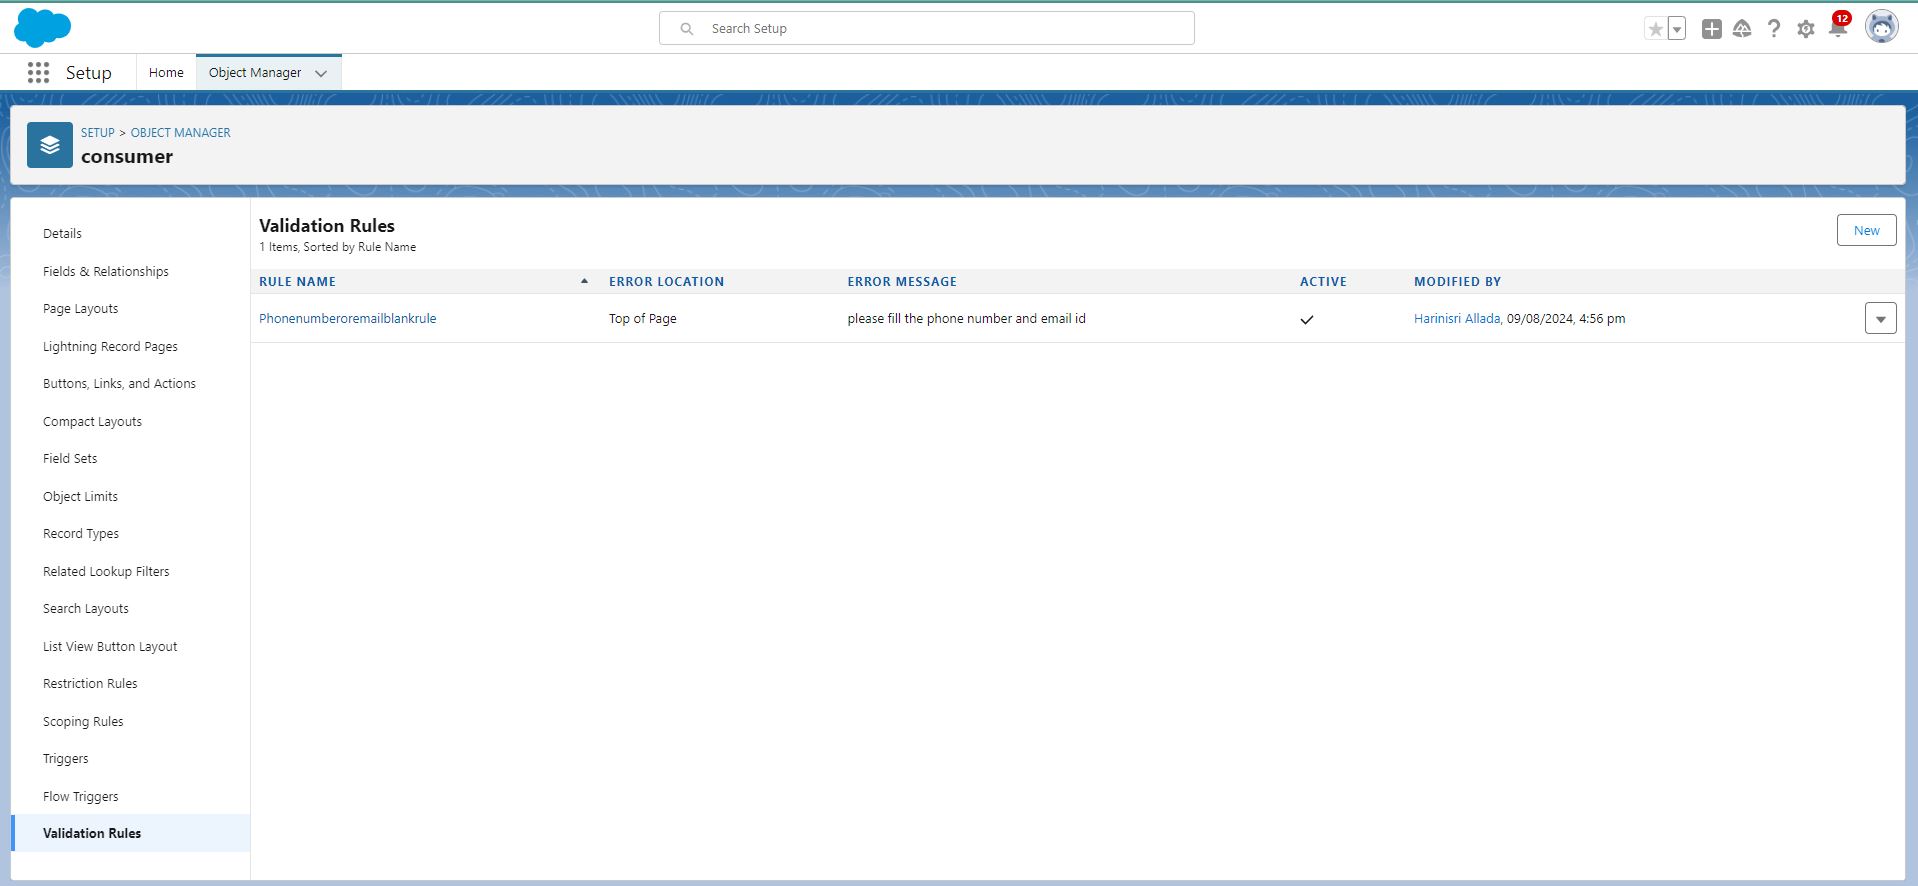 Search Setup
12
Setup
Home
Object Manager
SETUP > OBJECT MANAGER
consumer
Details
Fields & Relationships
Page Layouts
Lightning Record Pages
Buttons, Links, and Actions
Compact Layouts
Field Sets
Object Limits
Record Types
Related Lookup Filters
Search Layouts
List View Button Layout
Restriction Rules
Scoping Rules
Triggers
Flow Triggers
Validation Rules
Validation Rules
1 Items, Sorted by Rule Name
New
RULE NAME ERROR LOCATION ERROR MESSAGE ACTIVE MODIFIED BY
Phonenumberoremailblankrule Top of Page please fill the phone number and email id Harinisri Allada, 09/08/2024, 4:56 pm